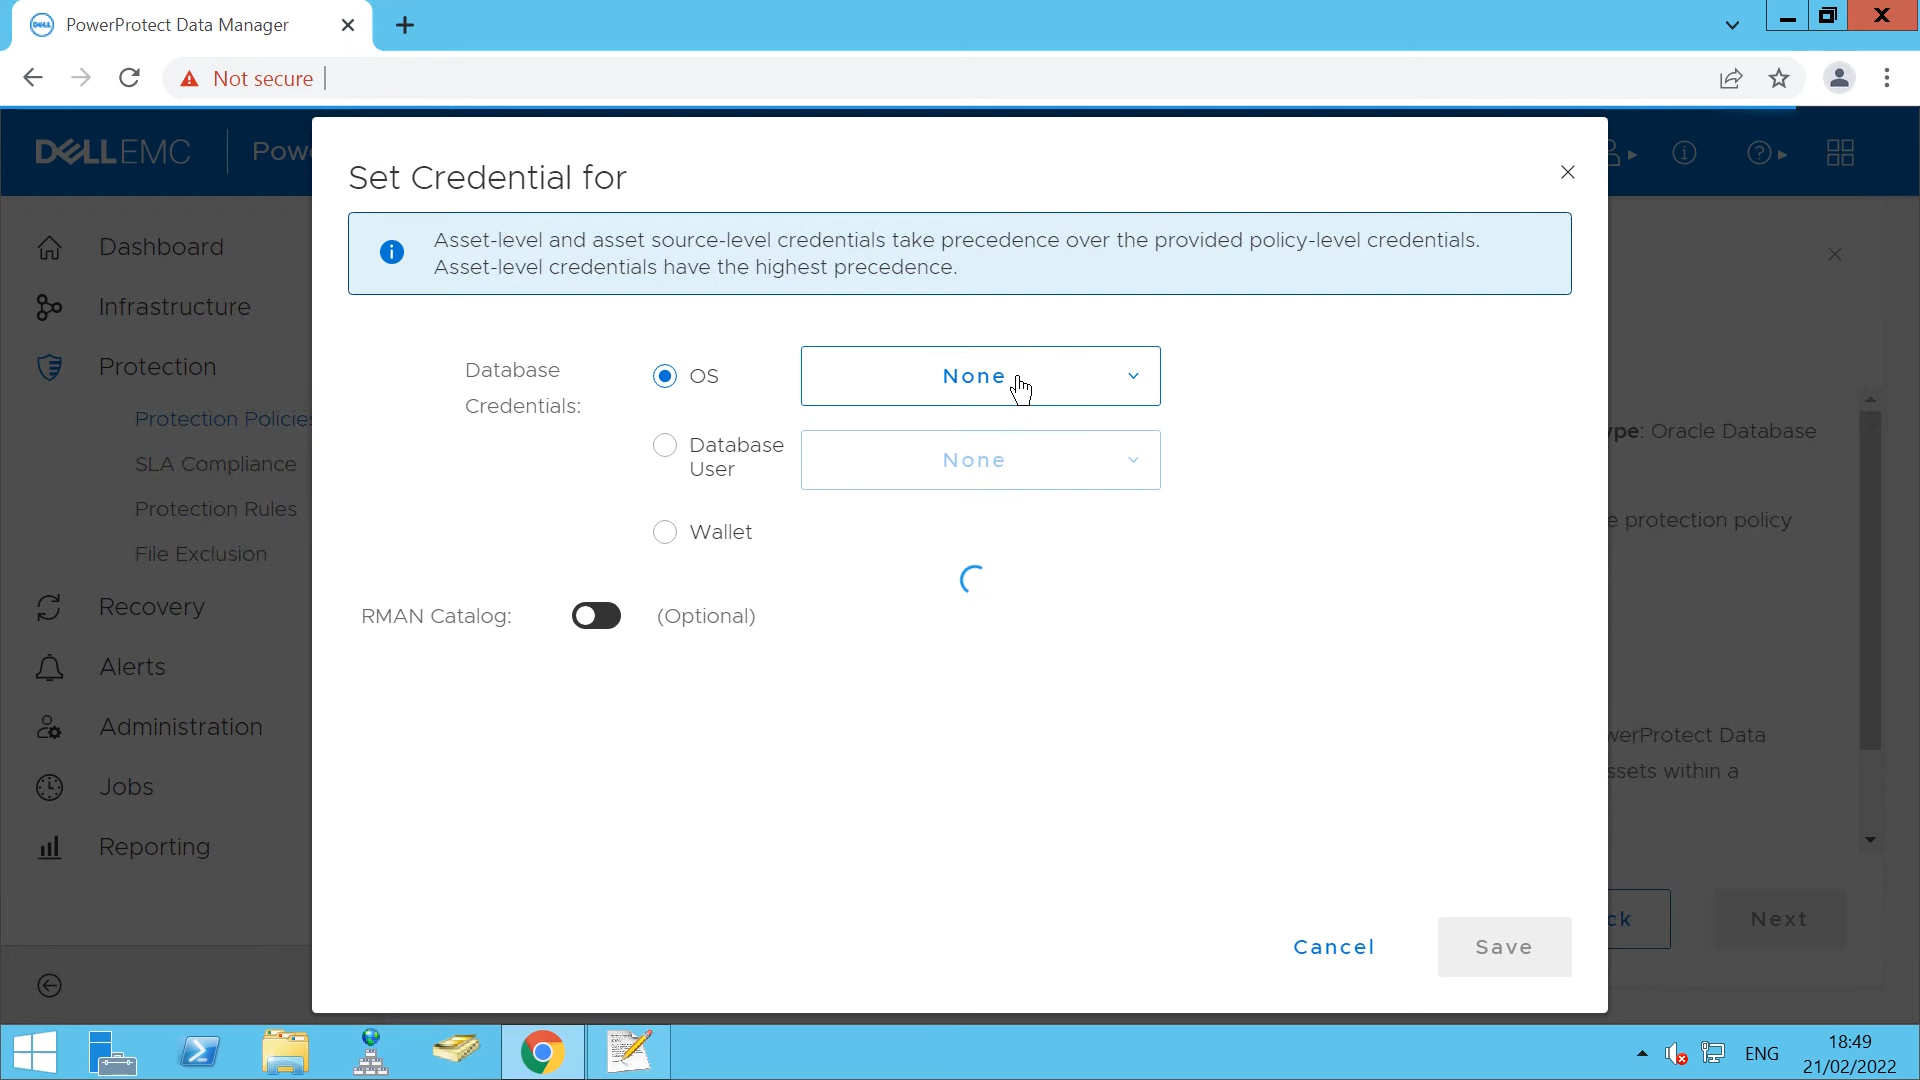 PowerProtect Data Manager
Not secure
DELLEMC
Pow
Set Credential for
Asset-level and asset source-level credentials take precedence over the provided policy-level credentials.
Asset-level credentials have the highest precedence.
Dashboard
Infrastructure
Protection
Protection Policies
SLA Compliance
Protection Rules
File Exclusion
Recovery
Alerts
Administration
Jobs
Reporting
Database
Credentials:
OS
None
Database
User
None
Wallet
RMAN Catalog:
(Optional)
ype: Oracle Database
e protection policy
werProtect Data
ssets within a
Cancel
Save
ck
Next
ENG
18:49
21/02/2022